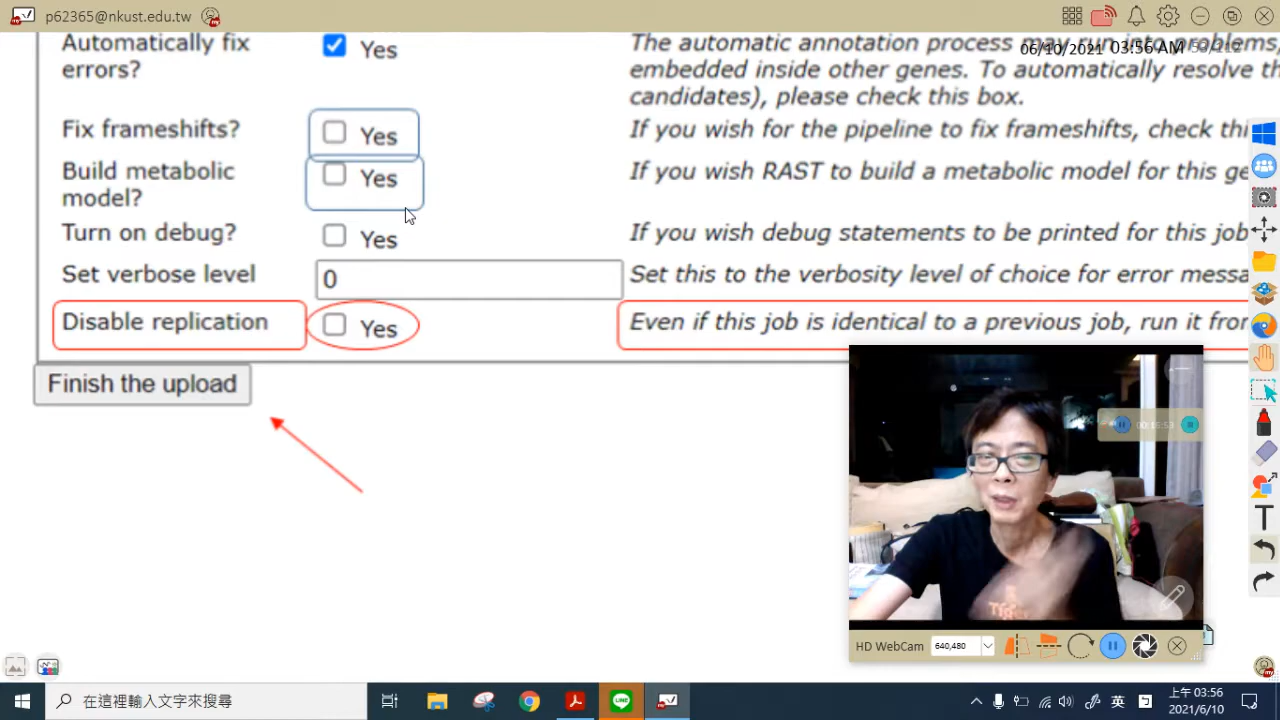 p62365@nkust.edu.tw
Automatically fix
errors?
Yes
The automatic annotation process may run into problems,
embedded inside other genes. To automatically resolve th
candidates), please check this box.
06/10/2021 03:56 AM 53/112
Fix frameshifts?
Yes
If you wish for the pipeline to fix frameshifts, check thi
Build metabolic
model?
Yes
If you wish RAST to build a metabolic model for this ge
Turn on debug?
Yes
If you wish debug statements to be printed for this job
Set verbose level
0
Set this to the verbosity level of choice for error messa
Disable replication
Yes
Even if this job is identical to a previous job, run it from
Finish the upload
HD WebCam
640,480
在這裡輸入文字來搜尋
英
上午 03:56
2021/6/10